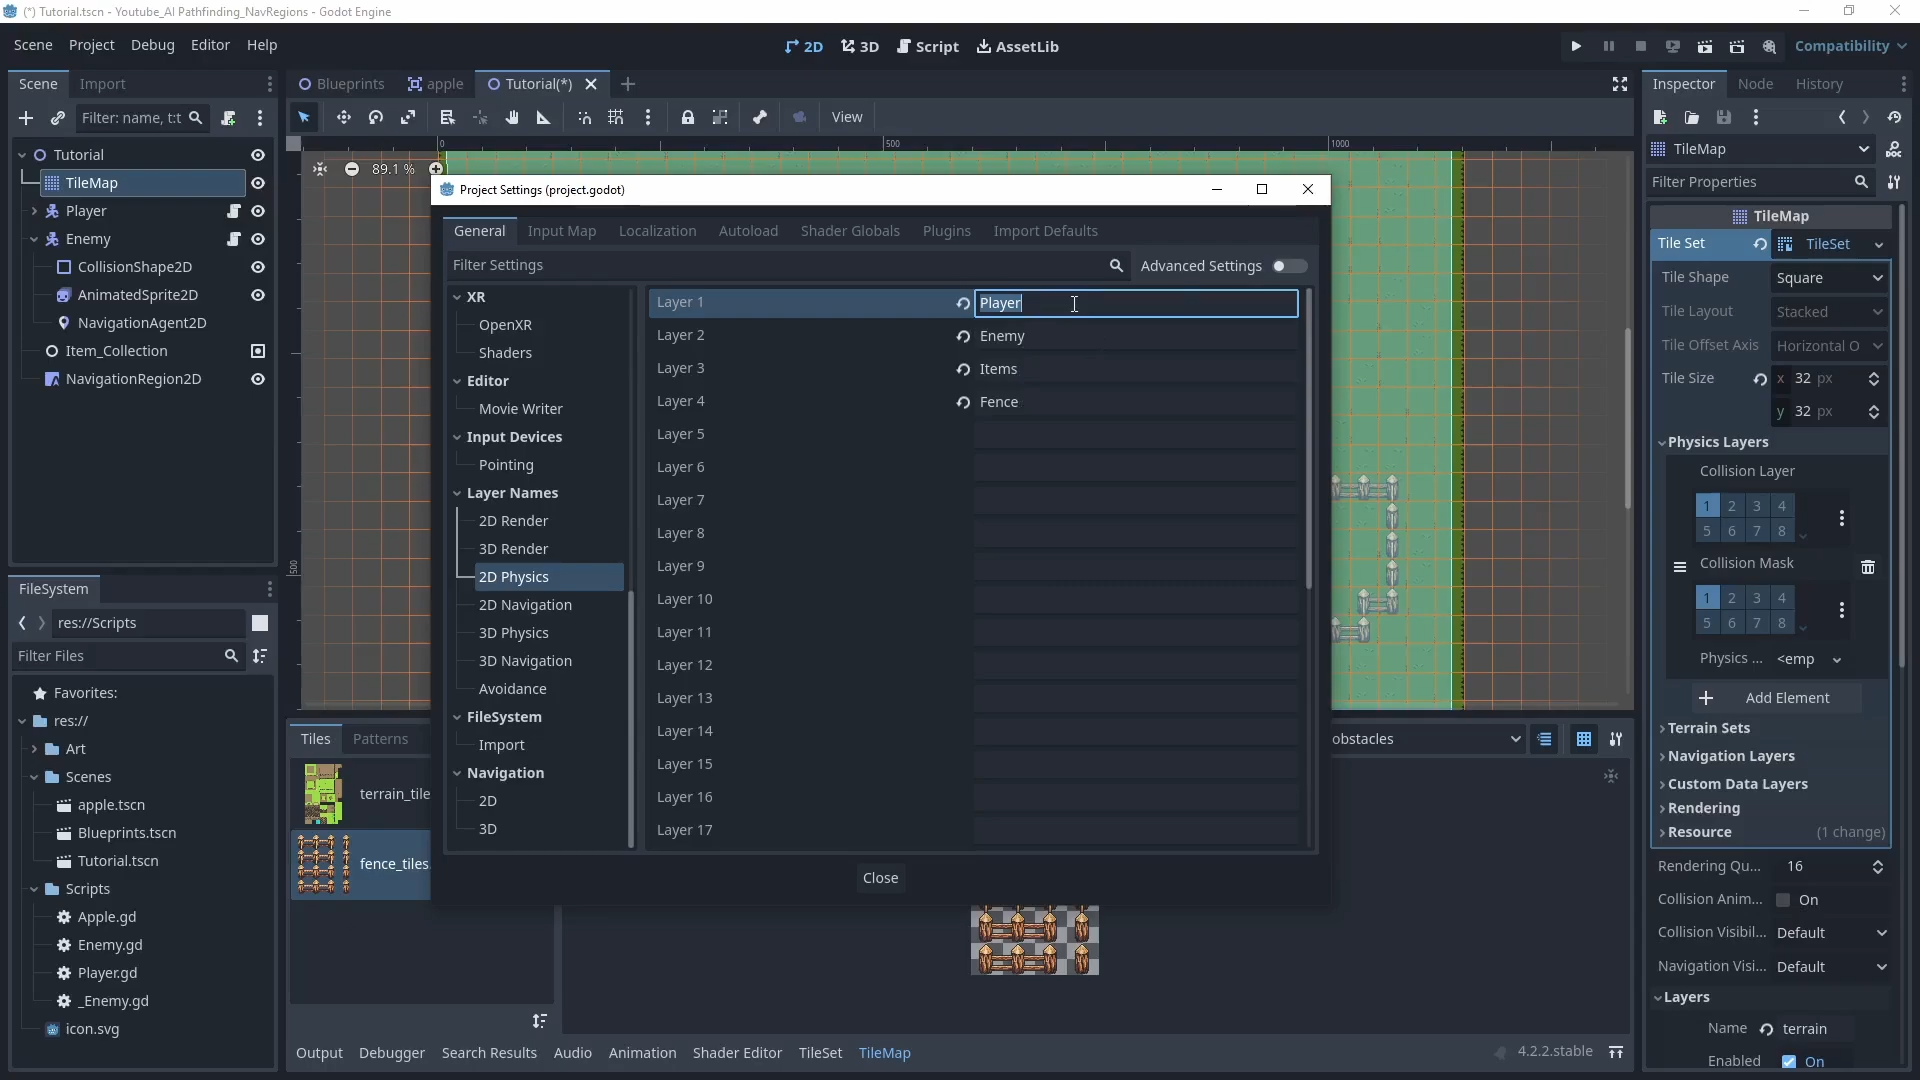 (*) Tutorial.tscn - Youtube_AI Pathfinding_NavRegions - Godot Engine
Scene Project Debug Editor Help
2D 3D Script AssetLib
Compatibility
Scene Import
Filter: name, t:t
Tutorial
TileMap
Player
Enemy
CollisionShape2D
AnimatedSprite2D
NavigationAgent2D
Item_Collection
NavigationRegion2D
FileSystem
res://Scripts
Filter Files
Favorites:
res://
Art
Scenes
apple.tscn
Blueprints.tscn
Tutorial.tscn
Scripts
Apple.gd
Enemy.gd
Player.gd
_Enemy.gd
icon.svg
Blueprints apple Tutorial(*)
View
0 500 1000
89.1 %
500
Project Settings (project.godot)
General Input Map Localization Autoload Shader Globals Plugins Import Defaults
Filter Settings
Advanced Settings
XR
OpenXR
Shaders
Editor
Movie Writer
Input Devices
Pointing
Layer Names
2D Render
3D Render
2D Physics
2D Navigation
3D Physics
3D Navigation
Avoidance
FileSystem
Import
Navigation
2D
3D
Layer 1 Player
Layer 2 Enemy
Layer 3 Items
Layer 4 Fence
Layer 5
Layer 6
Layer 7
Layer 8
Layer 9
Layer 10
Layer 11
Layer 12
Layer 13
Layer 14
Layer 15
Layer 16
Layer 17
Close
Tiles Patterns
obstacles
terrain_tile
fence_tiles
Output Debugger Search Results Audio Animation Shader Editor TileSet TileMap
4.2.2.stable
Inspector Node History
TileMap
Filter Properties
TileMap
Tile Set TileSet
Tile Shape Square
Tile Layout Stacked
Tile Offset Axis Horizontal O
Tile Size x 32 px
y 32 px
Physics Layers
Collision Layer
1 2 3 4
5 6 7 8
Collision Mask
1 2 3 4
5 6 7 8
Physics ... <emp
Add Element
Terrain Sets
Navigation Layers
Custom Data Layers
Rendering
Resource (1 change)
Rendering Qu... 16
Collision Anim... On
Collision Visibil... Default
Navigation Visi... Default
Layers
Name terrain
Enabled On